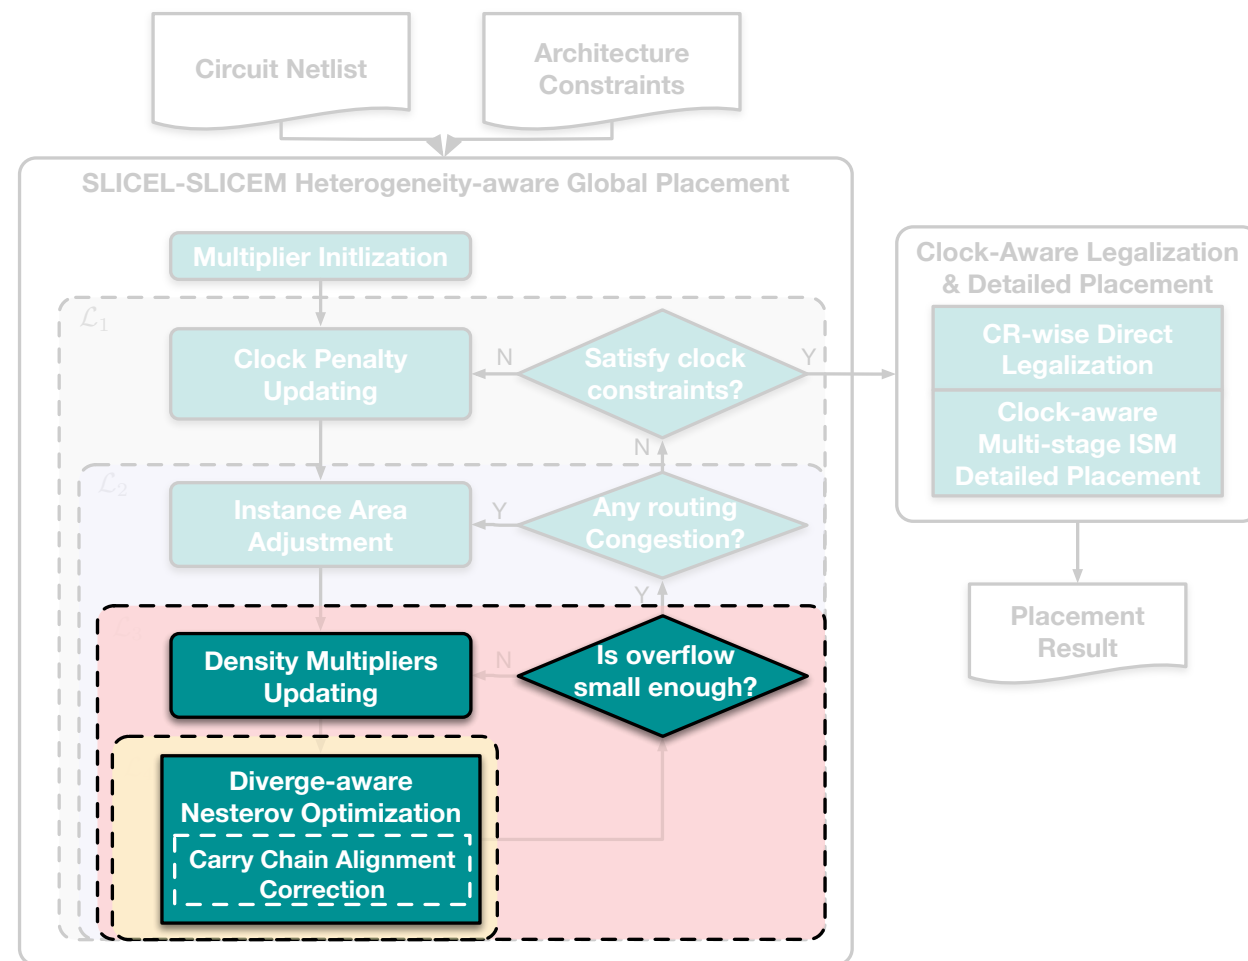 Circuit Netlist
Architecture
Constraints
SLICEL-SLICEM Heterogeneity-aware Global Placement
Multiplier Initlization
ℒ1
Clock Penalty
Updating
N
Satisfy clock
constraints?
Y
N
ℒ2
Instance Area
Adjustment
Y
Any routing
Congestion?
Y
Density Multipliers
Updating
N
Is overflow
small enough?
Diverge-aware
Nesterov Optimization
Carry Chain Alignment
Correction
Clock-Aware Legalization
& Detailed Placement
CR-wise Direct
Legalization
Clock-aware
Multi-stage ISM
Detailed Placement
Placement
Result